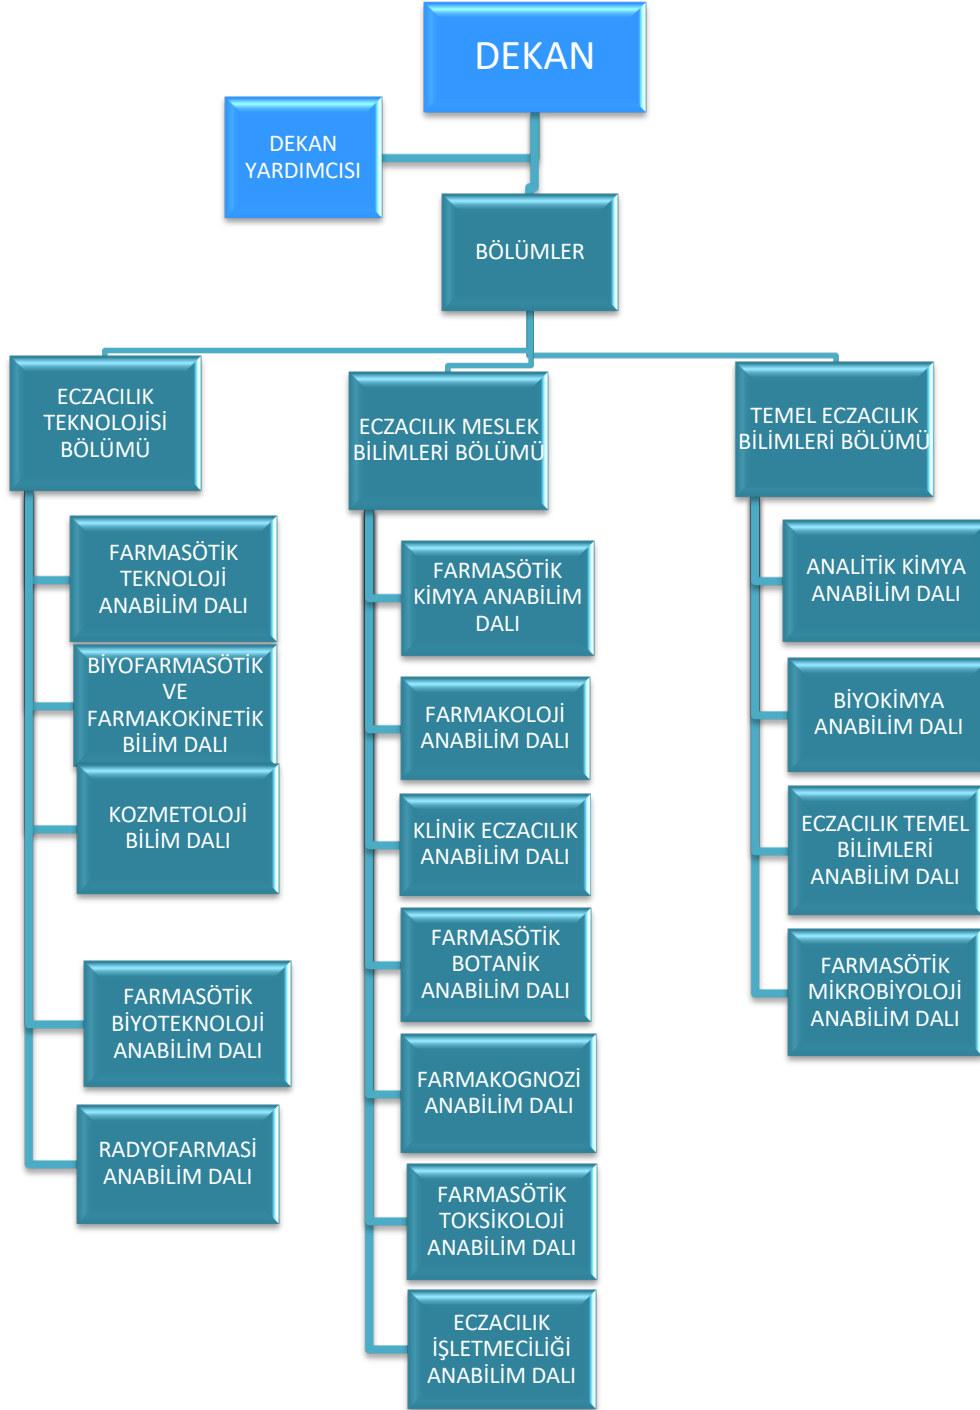 DEKAN
DEKAN
YARDIMCISI
BÖLÜMLER
ECZACILIK
TEKNOLOJİSİ
BÖLÜMÜ
FARMASÖTİK
TEKNOLOJİ
ANABİLİM DALI
BİYOFARMASÖTİK
VE
FARMAKOKİNETİK
BİLİM DALI
KOZMETOLOJİ
BİLİM DALI
FARMASÖTİK
BİYOTEKNOLOJİ
ANABİLİM DALI
RADYOFARMASİ
ANABİLİM DALI
ECZACILIK MESLEK
BİLİMLERİ BÖLÜMÜ
FARMASÖTİK
KİMYA ANABİLİM
DALI
FARMAKOLOJİ
ANABİLİM DALI
KLİNİK ECZACILIK
ANABİLİM DALI
FARMASÖTİK
BOTANİK
ANABİLİM DALI
FARMAKOGNOZİ
ANABİLİM DALI
FARMASÖTİK
TOKSİKOLOJİ
ANABİLİM DALI
ECZACILIK
İŞLETMECİLİĞİ
ANABİLİM DALI
TEMEL ECZACILIK
BİLİMLERİ BÖLÜMÜ
ANALİTİK KİMYA
ANABİLİM DALI
BİYOKİMYA
ANABİLİM DALI
ECZACILIK TEMEL
BİLİMLERİ
ANABİLİM DALI
FARMASÖTİK
MİKROBİYOLOJİ
ANABİLİM DALI